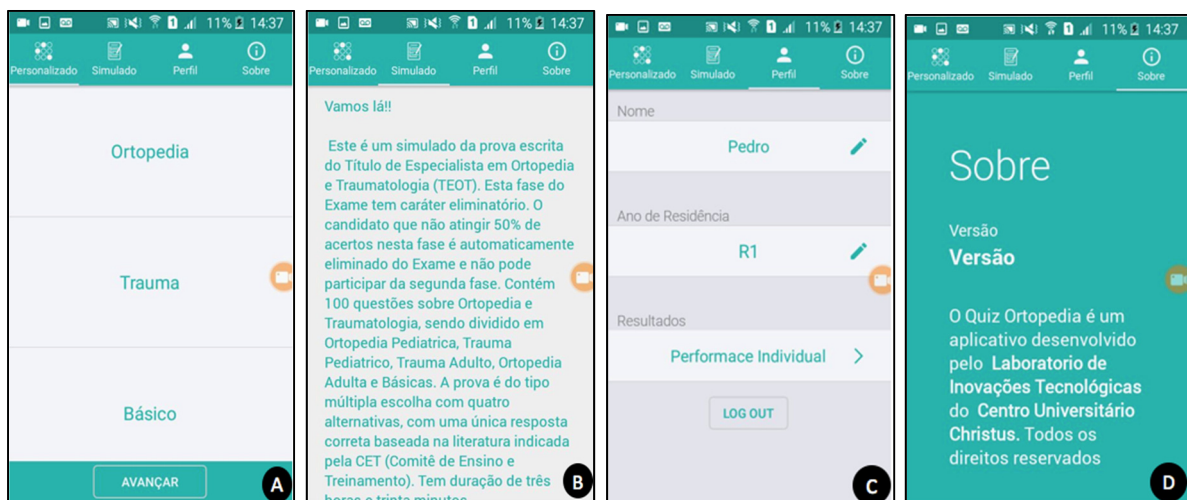 11% 14:37
Personalizado Simulado Perfil Sobre
Ortopedia
Trauma
Básico
AVANÇAR
A
11% 14:37
Personalizado Simulado Perfil Sobre
Vamos lá!!
Este é um simulado da prova escrita
do Título de Especialista em Ortopedia
e Traumatologia (TEOT). Esta fase do
Exame tem caráter eliminatório. O
candidato que não atingir 50% de
acertos nesta fase é automaticamente
eliminado do Exame e não pode
participar da segunda fase. Contém
100 questões sobre Ortopedia e
Traumatologia, sendo dividido em
Ortopedia Pediatrica, Trauma
Pediatrico, Trauma Adulto, Ortopedia
Adulta e Básicas. A prova é do tipo
múltipla escolha com quatro
alternativas, com uma única resposta
correta baseada na literatura indicada
pela CET (Comitê de Ensino e
Treinamento). Tem duração de três
horas e trinta minutos
B
1 11% 14:37
Personalizado Simulado Perfil Sobre
Nome
Pedro
Ano de Residência
R1
Resultados
Performace Individual
LOG OUT
C
1 11% 14:37
Personalizado Simulado Perfil Sobre
Sobre
Versão
Versão
O Quiz Ortopedia é um
aplicativo desenvolvido
pelo Laboratorio de
Inovações Tecnológicas
do Centro Universitário
Christus. Todos os
direitos reservados
D